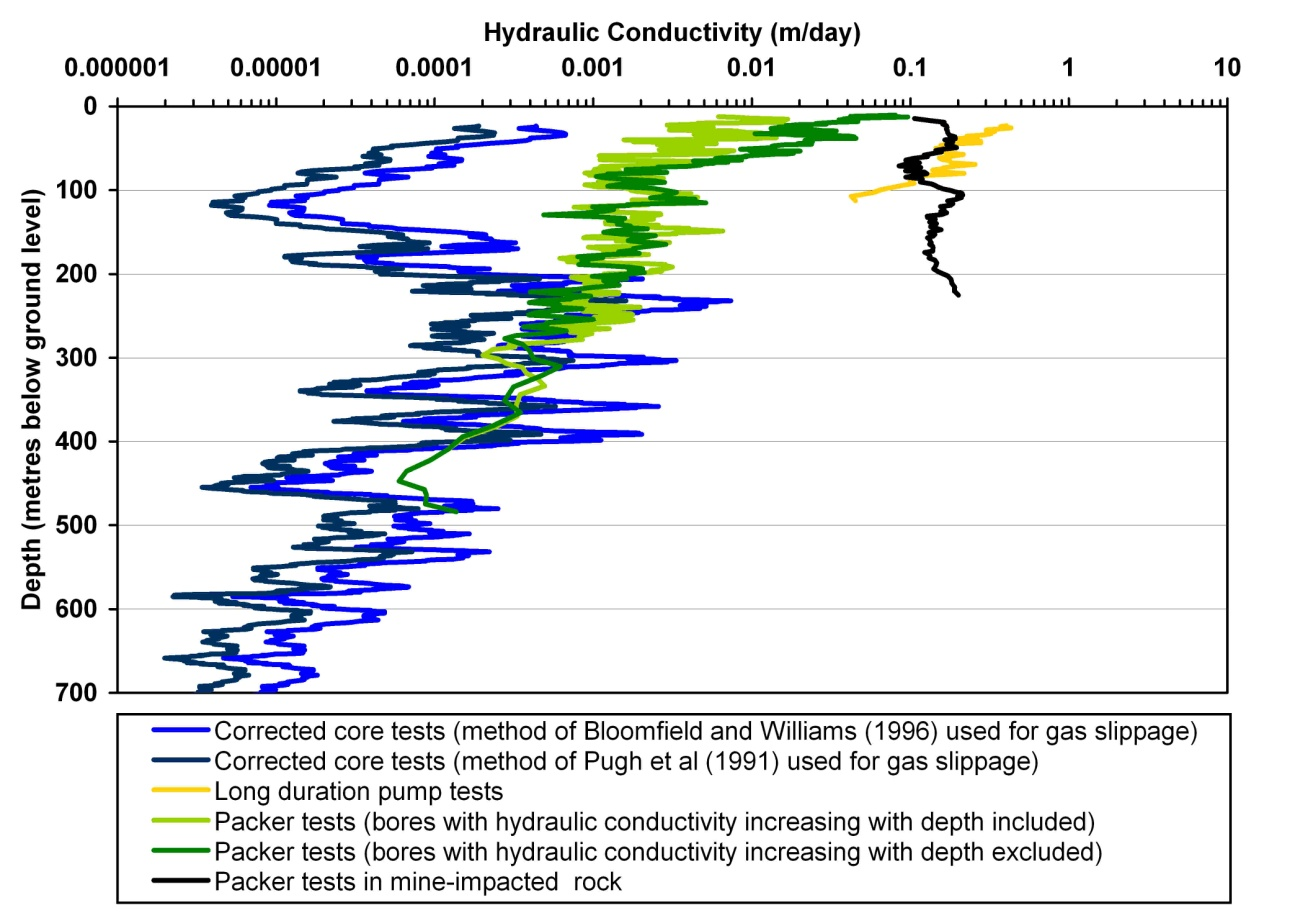 Hydraulic Conductivity (m/day)
0.000001 0.00001 0.0001 0.001 0.01 0.1 1 10
0
100
200
300
400
500
600
700
Depth (metres below ground level)
Corrected core tests (method of Bloomfield and Williams (1996) used for gas slippage)
Corrected core tests (method of Pugh et al (1991) used for gas slippage)
Long duration pump tests
Packer tests (bores with hydraulic conductivity increasing with depth included)
Packer tests (bores with hydraulic conductivity increasing with depth excluded)
Packer tests in mine-impacted rock